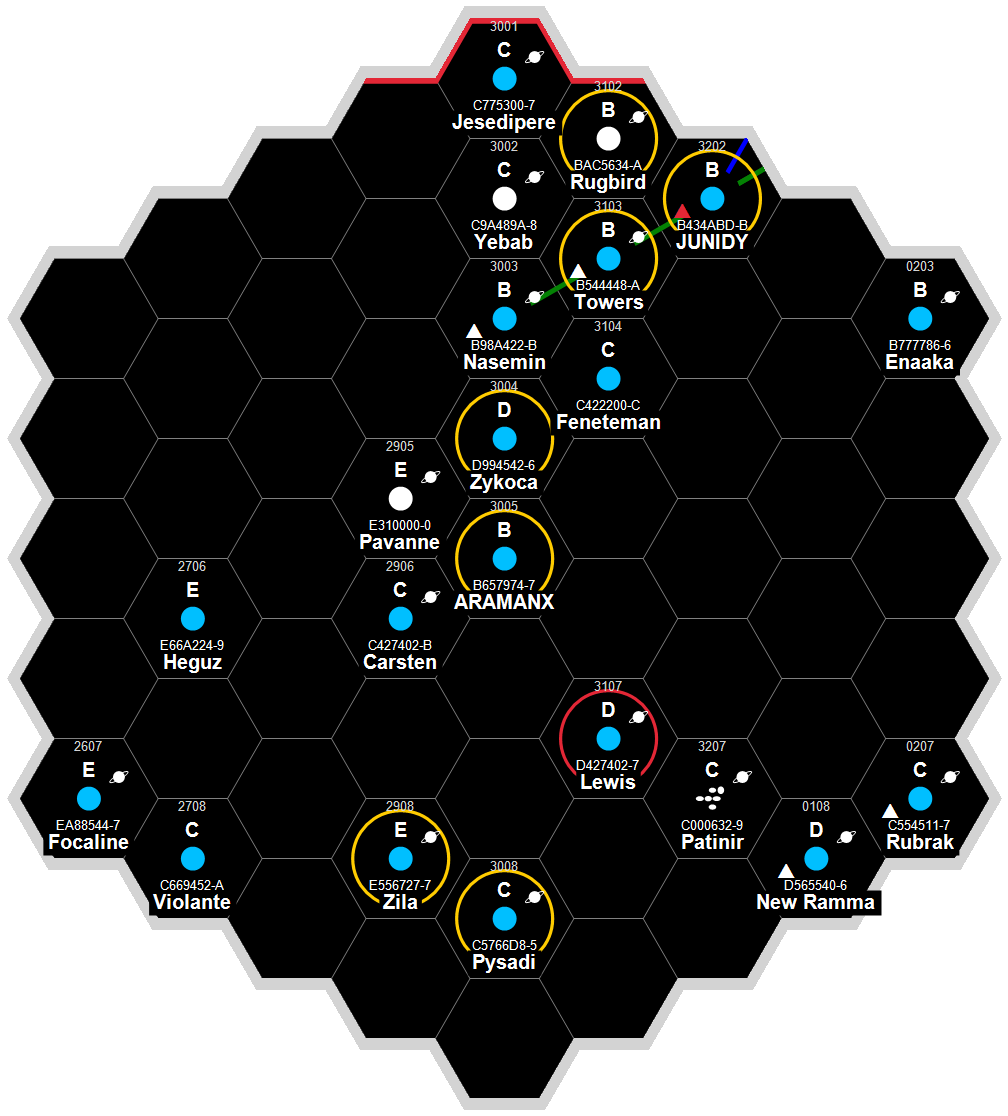 3001
C
C775300-7
Jesedipere
3102
B
BAC5634-A
Rugbird
3002
C
C9A489A-8
Yebab
3202
B
B434ABD-B
JUNIDY
3103
B
B544448-A
Towers
3003
B
B98A422-B
Nasemin
0203
B
B777786-6
Enaaka
3104
C
C422200-C
Feneteman
3004
D
D994542-6
Zykoca
2905
E
E310000-0
Pavanne
3005
B
B657974-7
ARAMANX
2706
E
E66A224-9
Heguz
2906
C
C427402-B
Carsten
3107
D
D427402-7
Lewis
2607
E
EA88544-7
Focaline
3207
C
C000632-9
Patinir
0207
C
C554511-7
Rubrak
2708
C
C669452-A
Violante
2908
E
E556727-7
Zila
0108
D
D565540-6
New Ramma
3008
C
C5766D8-5
Pysadi